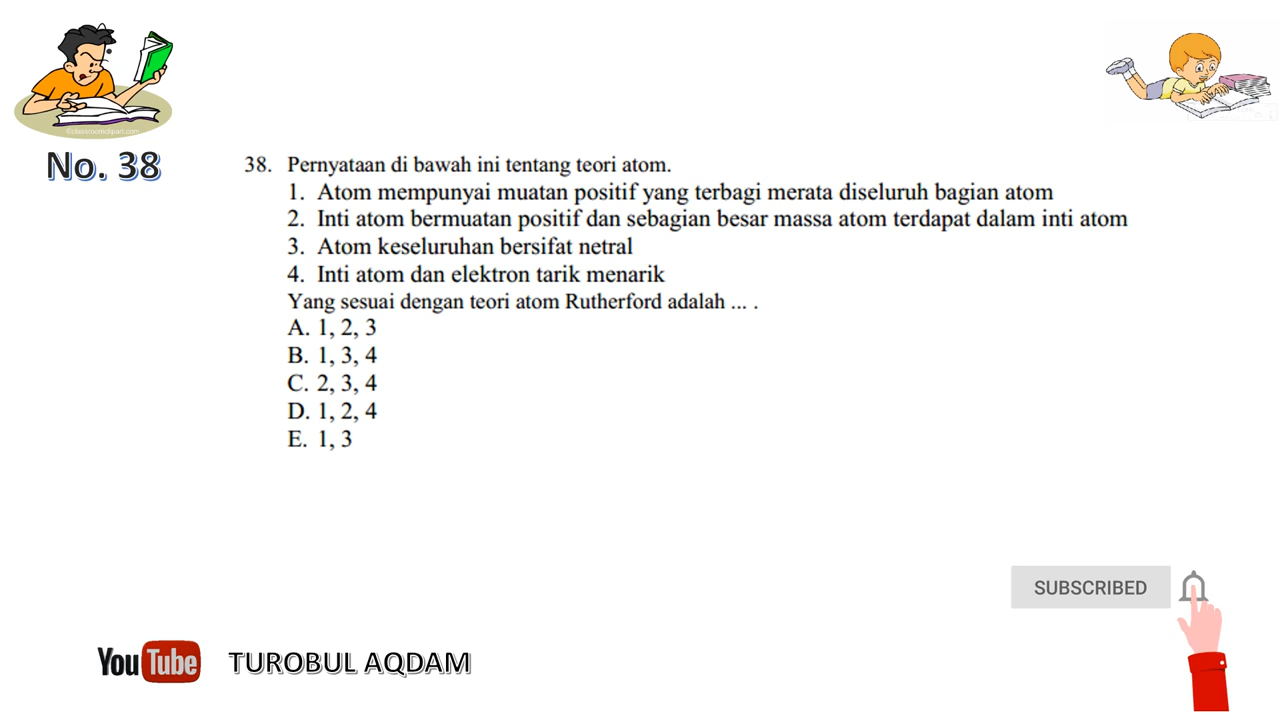 No. 38
38. Pernyataan di bawah ini tentang teori atom.
1. Atom mempunyai muatan positif yang terbagi merata diseluruh bagian atom
2. Inti atom bermuatan positif dan sebagian besar massa atom terdapat dalam inti atom
3. Atom keseluruhan bersifat netral
4. Inti atom dan elektron tarik menarik
Yang sesuai dengan teori atom Rutherford adalah ... .
A. 1, 2, 3
B. 1, 3, 4
C. 2, 3, 4
D. 1, 2, 4
E. 1, 3
SUBSCRIBED
YouTube TUROBUL AQDAM